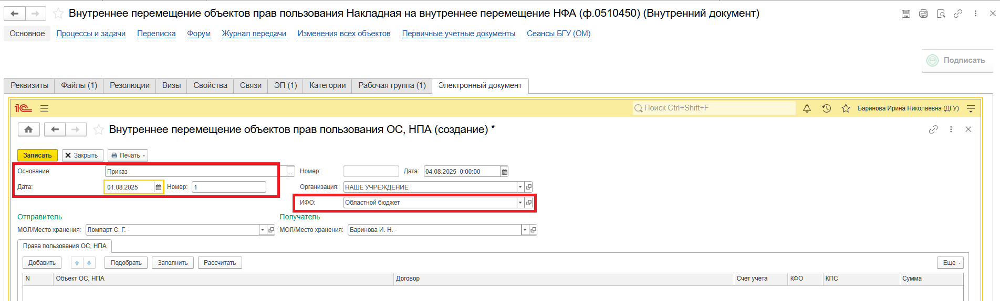 Внутреннее перемещение объектов прав пользования Накладная на внутреннее перемещение НФА (ф.0510450) (Внутренний документ)
Основное Процессы и задачи Переписка Форум Журнал передачи Изменения всех объектов Первичные учетные документы Сеансы БГУ (ОМ)
Подписать
Реквизиты Файлы (1) Резолюции Визы Свойства Связи ЭП (1) Категории Рабочая группа (1) Электронный документ
1С Поиск Ctrl+Shift+F Баринова Ирина Николаевна (ДГУ)
Внутреннее перемещение объектов прав пользования ОС, НПА (создание) *
Записать Закрыть Печать
Основание: Приказ ... Номер: Дата: 04.08.2025 0:00:00
Дата: 01.08.2025 Номер: 1 Организация: НАШЕ УЧРЕЖДЕНИЕ
ИФО: Областной бюджет
Отправитель Получатель
МОЛ/Место хранения: Ломпарт С. Г. - МОЛ/Место хранения: Баринова И. Н. -
Права пользования ОС, НПА
Добавить Подобрать Заполнить Рассчитать Еще
N Объект ОС, НПА Договор Счет учета КФО КПС Сумма